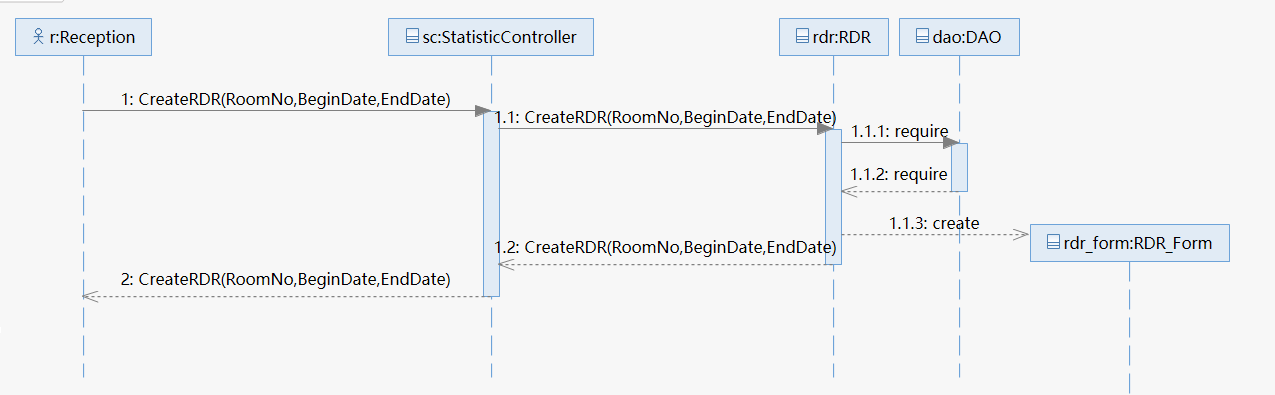 r:Reception
sc:StatisticController
rdr:RDR
dao:DAO
1: CreateRDR(RoomNo,BeginDate,EndDate)
1.1: CreateRDR(RoomNo,BeginDate,EndDate)
1.1.1: require
1.1.2: require
1.1.3: create
rdr_form:RDR_Form
1.2: CreateRDR(RoomNo,BeginDate,EndDate)
2: CreateRDR(RoomNo,BeginDate,EndDate)